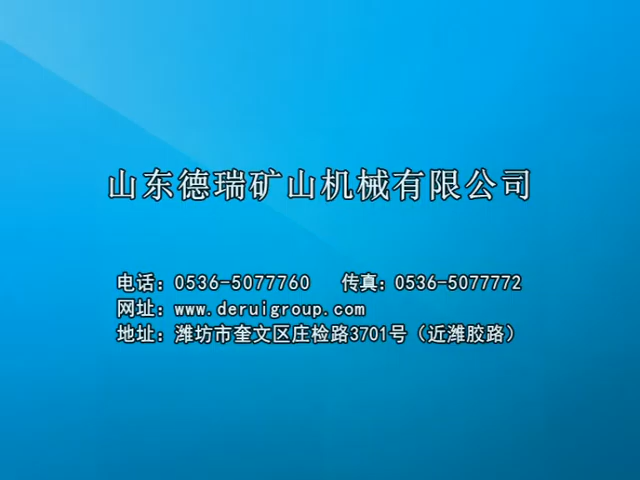 山东德瑞矿山机械有限公司
电话：0536-5077760 传真：0536-5077772
网址：www.deruigroup.com
地址：潍坊市奎文区庄检路3701号（近潍胶路）